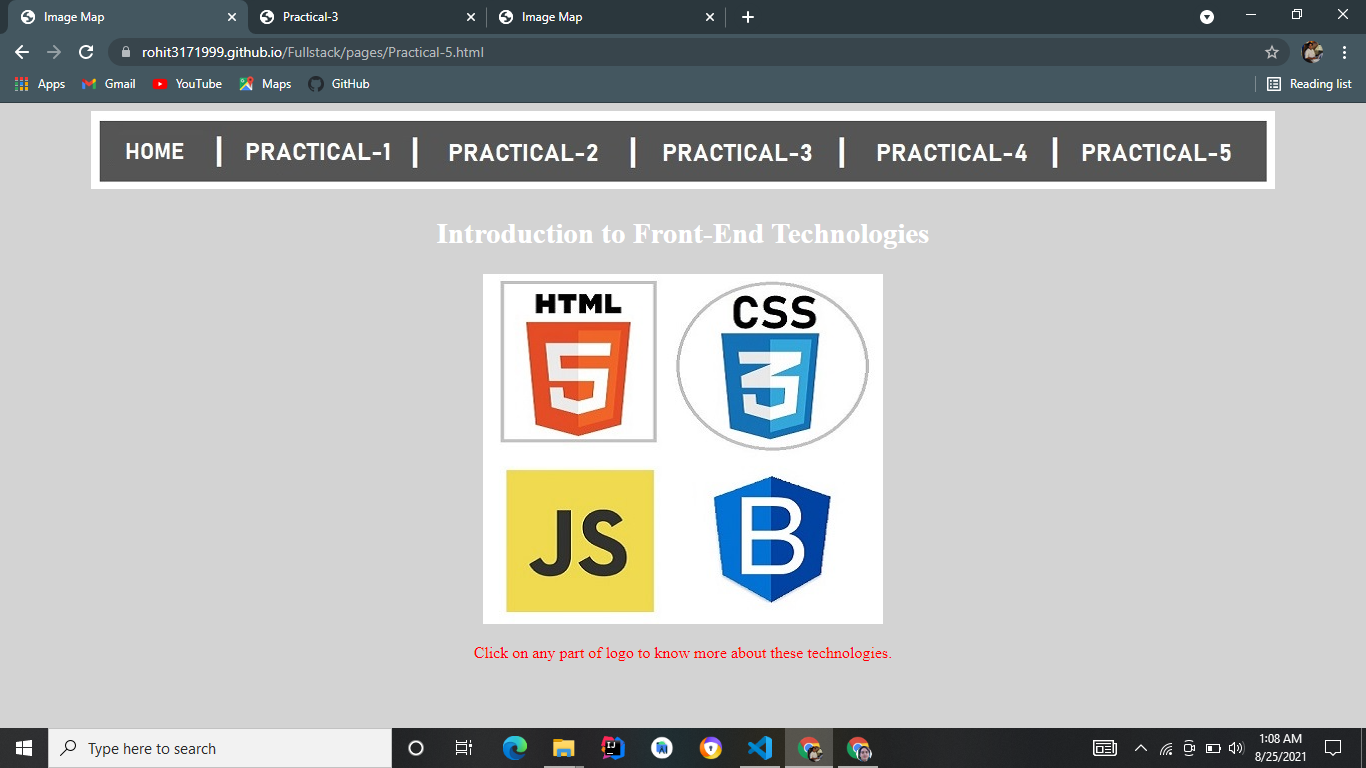 Image Map
Practical-3
Image Map
rohit3171999.github.io/Fullstack/pages/Practical-5.html
Apps
Gmail
YouTube
Maps
GitHub
Reading list
HOME | PRACTICAL-1 | PRACTICAL-2 | PRACTICAL-3 | PRACTICAL-4 | PRACTICAL-5
Introduction to Front-End Technologies
HTML
5
CSS
3
JS
B
Click on any part of logo to know more about these technologies.
Type here to search
1:08 AM
8/25/2021